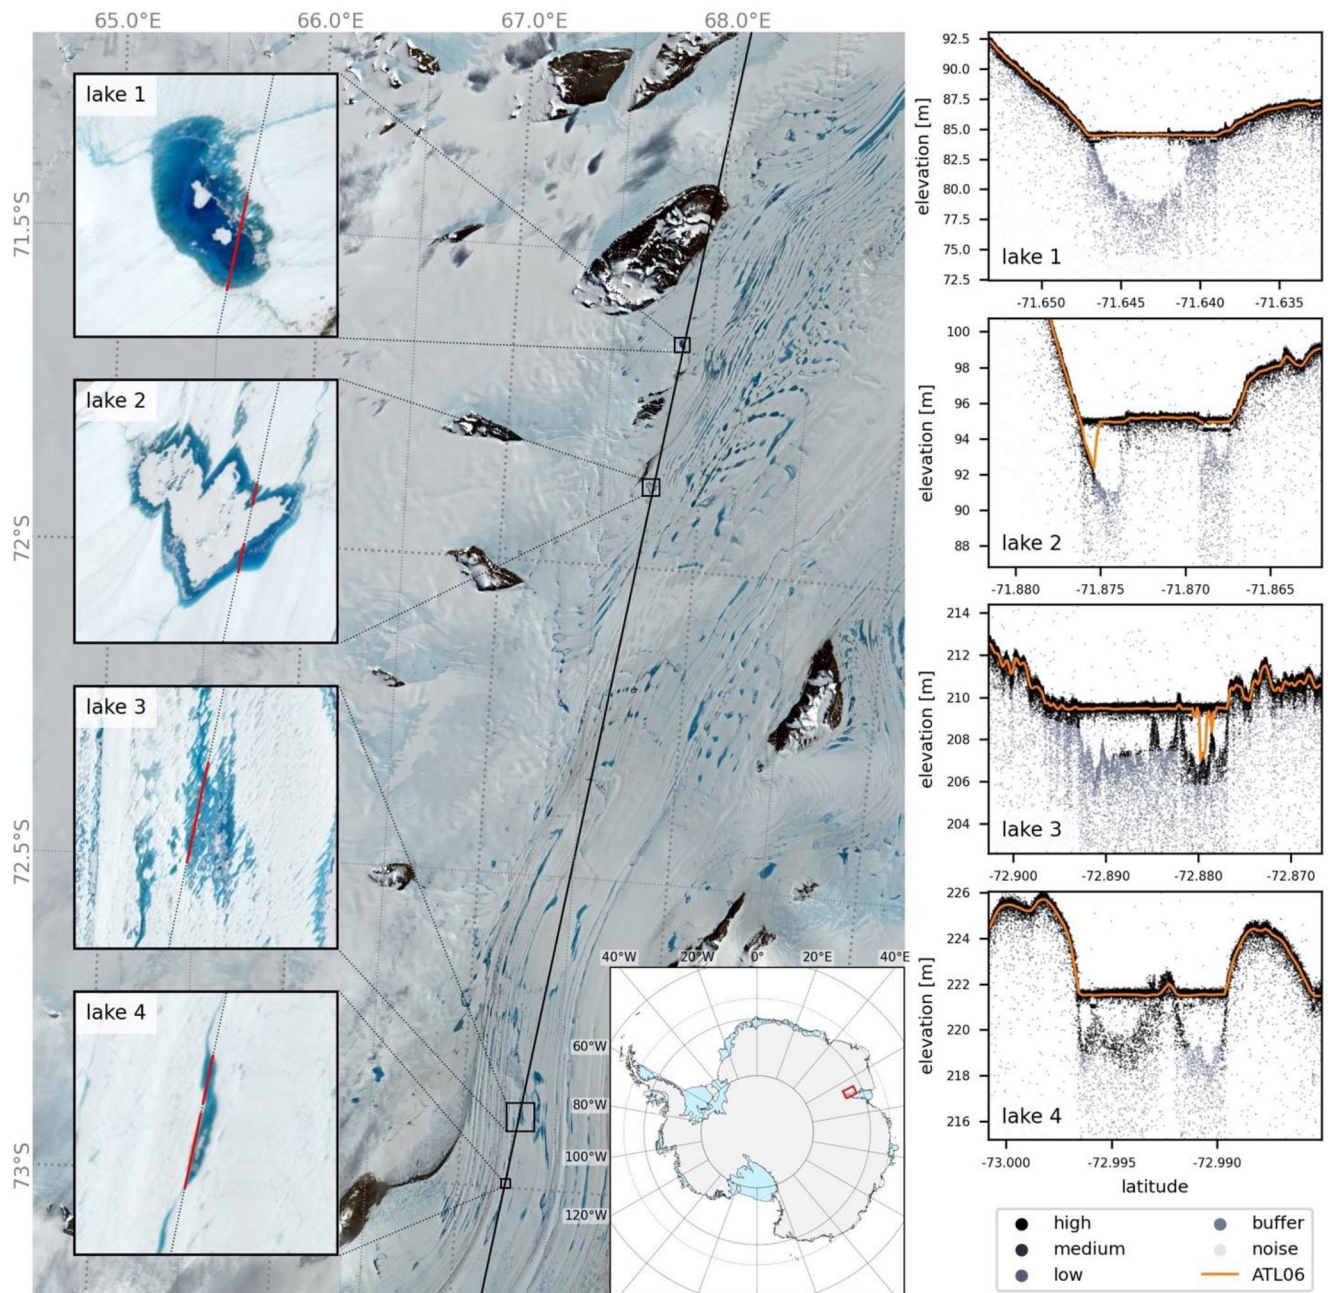 65.0°E 66.0°E 67.0°E 68.0°E
71.5°S
72°S
72.5°S
73°S
lake 1
lake 2
lake 3
lake 4
40°W 20°W 0° 20°E 40°E
60°W
80°W
100°W
120°W
92.5
90.0
87.5
85.0
82.5
80.0
77.5
75.0
72.5
elevation [m]
lake 1
-71.650 -71.645 -71.640 -71.635
100
98
96
94
92
90
88
elevation [m]
lake 2
-71.880 -71.875 -71.870 -71.865
214
212
210
208
206
204
elevation [m]
lake 3
-72.900 -72.890 -72.880 -72.870
226
224
222
220
218
216
elevation [m]
lake 4
-73.000 -72.995 -72.990
latitude
high buffer
medium noise
low ATL06